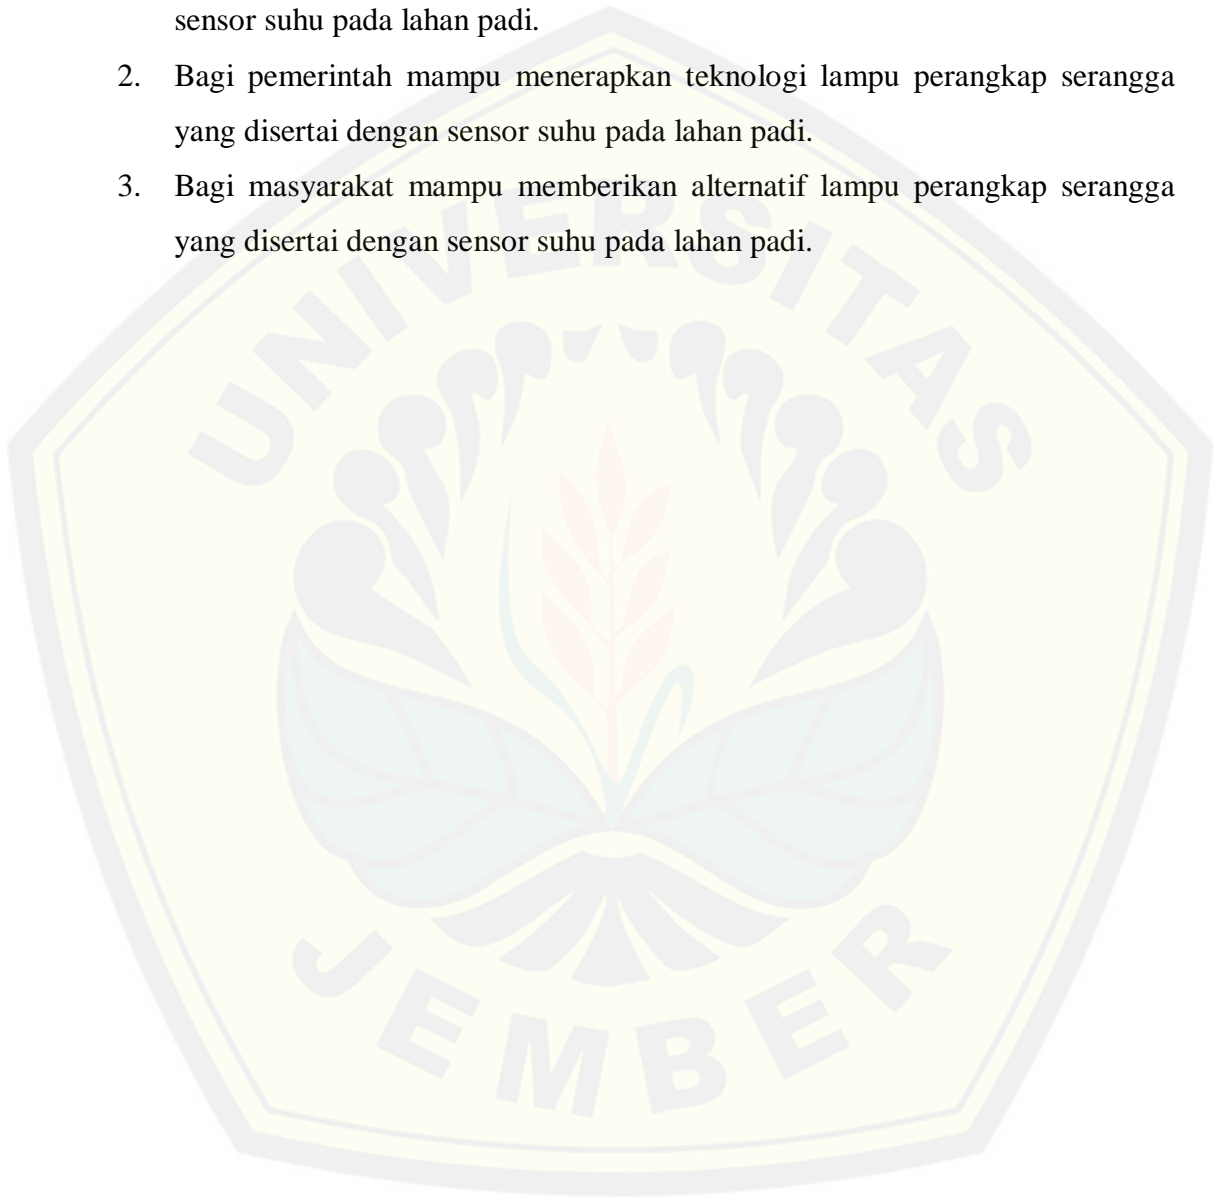 sensor suhu pada lahan padi.
2. Bagi pemerintah mampu menerapkan teknologi lampu perangkap serangga
yang disertai dengan sensor suhu pada lahan padi.
3. Bagi masyarakat mampu memberikan alternatif lampu perangkap serangga
yang disertai dengan sensor suhu pada lahan padi.
UNIVERSITAS
JEMBER